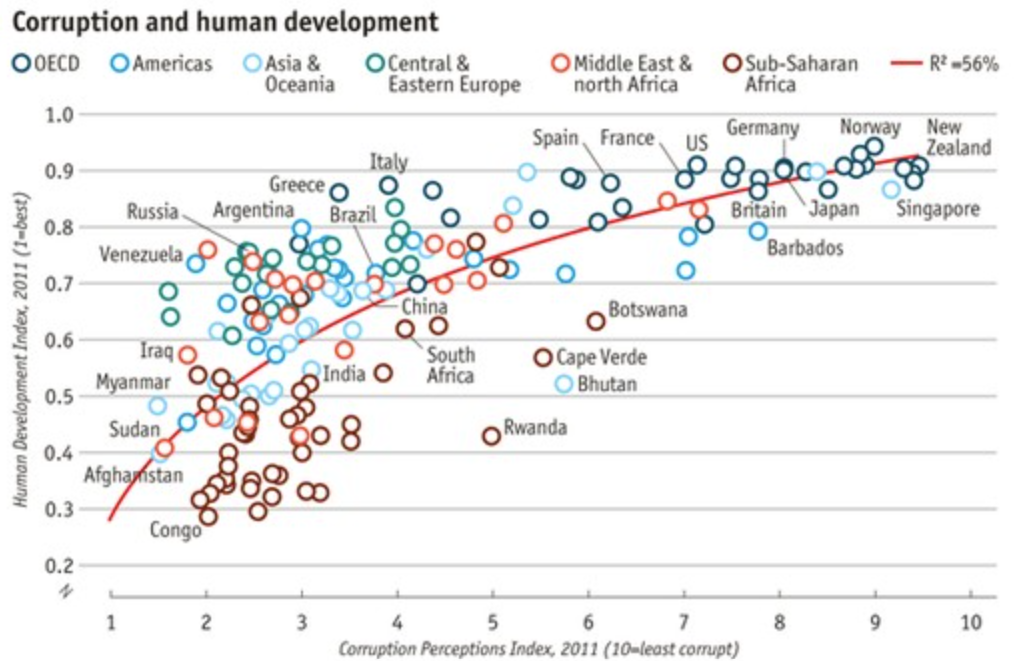 Corruption and human development
OECD
Americas
Asia &
Oceania
Central &
Eastern Europe
Middle East &
north Africa
Sub-Saharan
Africa
R² =56%
Human Development Index, 2011 (1=best)
1.0
0.9
0.8
0.7
0.6
0.5
0.4
0.3
0.2
Spain
France
US
Germany
Norway
New
Zealand
Italy
Greece
Russia
Argentina
Brazil
Britain
Japan
Singapore
Venezuela
Barbados
China
Botswana
Iraq
South
Africa
Cape Verde
Myanmar
India
Bhutan
Sudan
Rwanda
Afghanistan
Congo
1 2 3 4 5 6 7 8 9 10
Corruption Perceptions Index, 2011 (10=least corrupt)